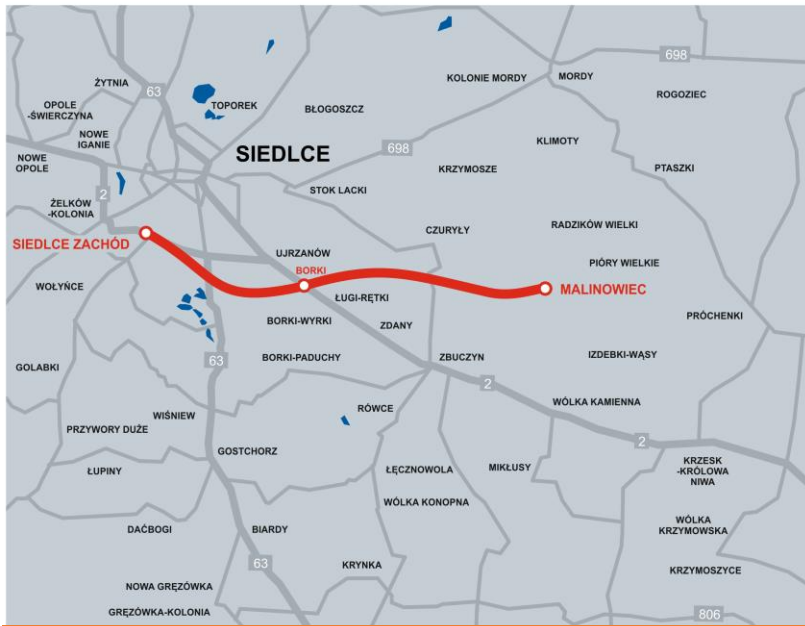 698
KOLONIE MORDY
MORDY
ŻYTNIA
63
ROGOZIEC
OPOLE
-ŚWIERCZYNA
TOPOREK
BŁOGOSZCZ
NOWE
IGANIE
KLIMOTY
698
SIEDLCE
NOWE
OPOLE
KRZYMOSZE
PTASZKI
STOK LACKI
2
ŻELKÓW
-KOLONIA
CZURYŁY
RADZIKÓW WIELKI
SIEDLCE ZACHÓD
UJRZANÓW
PIÓRY WIELKIE
BORKI
WOŁYŃCE
MALINOWIEC
ŁUGI-RĘTKI
PRÓCHENKI
BORKI-WYRKI
ZDANY
63
BORKI-PADUCHY
ZBUCZYN
IZDEBKI-WĄSY
GOLABKI
2
WÓLKA KAMIENNA
RÓWCE
WIŚNIEW
PRZYWORY DUŻE
2
GOSTCHORZ
KRZESK
-KRÓLOWA
NIWA
ŁUPINY
ŁĘCZNOWOLA
MIKŁUSY
WÓLKA KONOPNA
WÓLKA
KRZYMOWSKA
DAĆBOGI
BIARDY
63
KRYNKA
KRZYMOSZYCE
NOWA GRĘZÓWKA
GRĘZÓWKA-KOLONIA
806